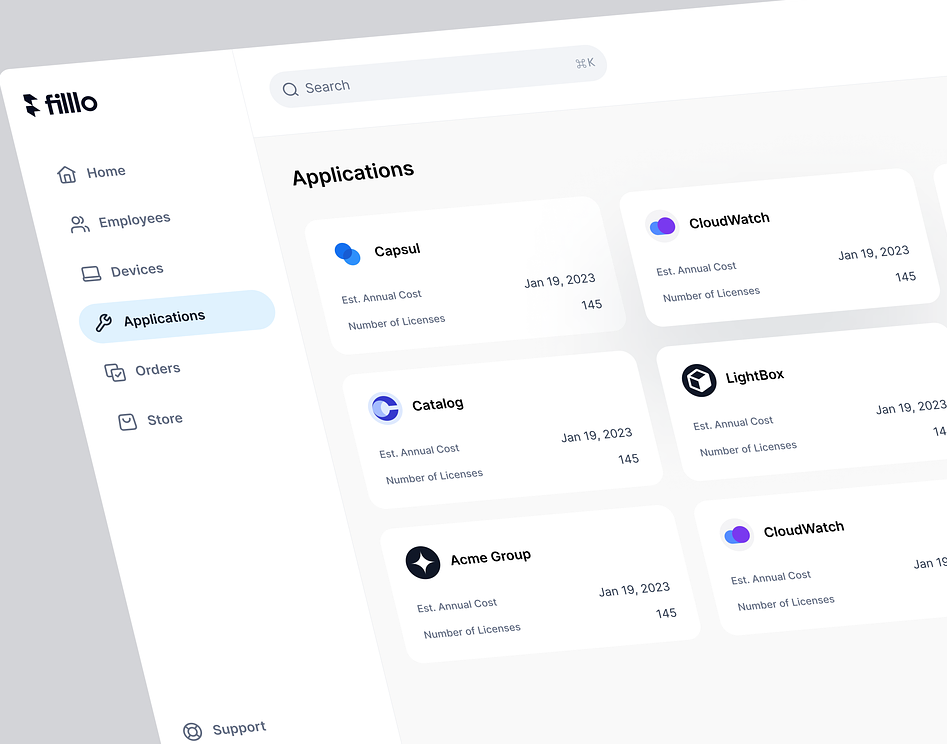 filllo
Search
⌘K
Home
Employees
Devices
Applications
Orders
Store
Support
Applications
Capsul
Est. Annual Cost Jan 19, 2023
Number of Licenses 145
CloudWatch
Est. Annual Cost Jan 19, 2023
Number of Licenses 145
Catalog
Est. Annual Cost Jan 19, 2023
Number of Licenses 145
LightBox
Est. Annual Cost Jan 19, 2023
Number of Licenses 14
Acme Group
Est. Annual Cost Jan 19, 2023
Number of Licenses 145
CloudWatch
Est. Annual Cost Jan 19
Number of Licenses